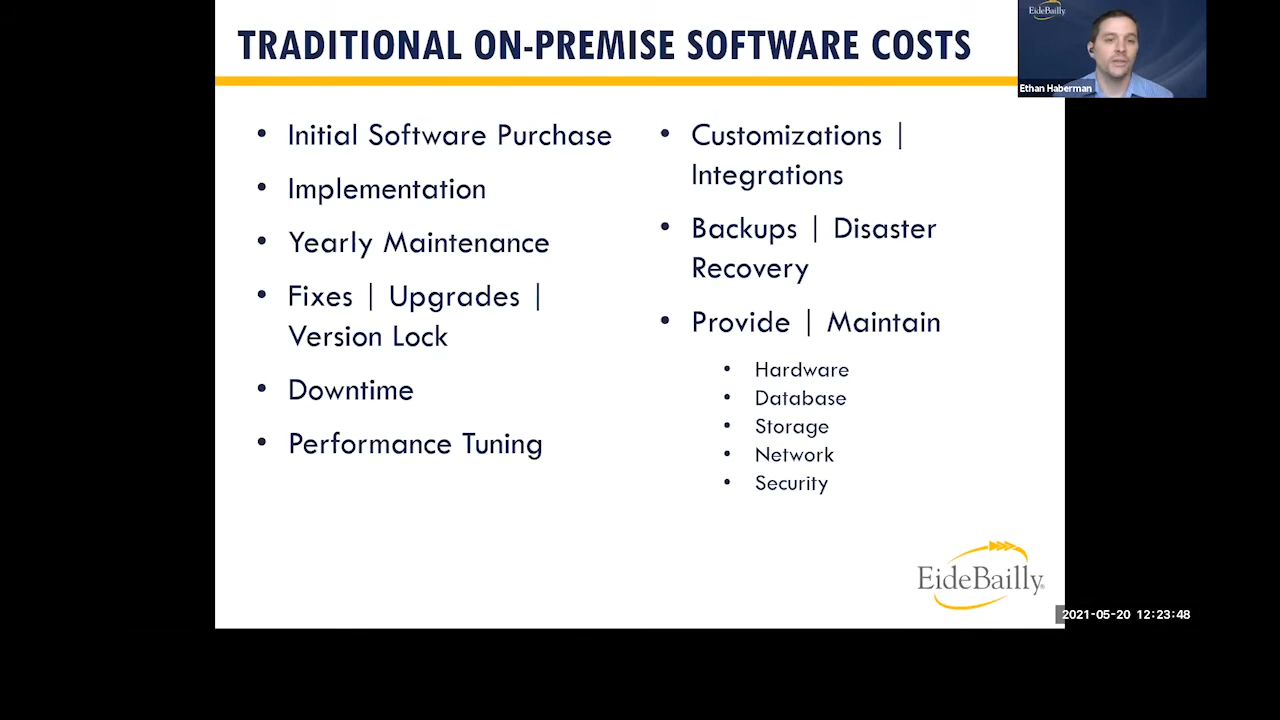 TRADITIONAL ON-PREMISE SOFTWARE COSTS
EideBailly
Ethan Haberman
• Initial Software Purchase
• Implementation
• Yearly Maintenance
• Fixes | Upgrades |
Version Lock
• Downtime
• Performance Tuning
• Customizations |
Integrations
• Backups | Disaster
Recovery
• Provide | Maintain
• Hardware
• Database
• Storage
• Network
• Security
EideBailly®
2021-05-20 12:23:48